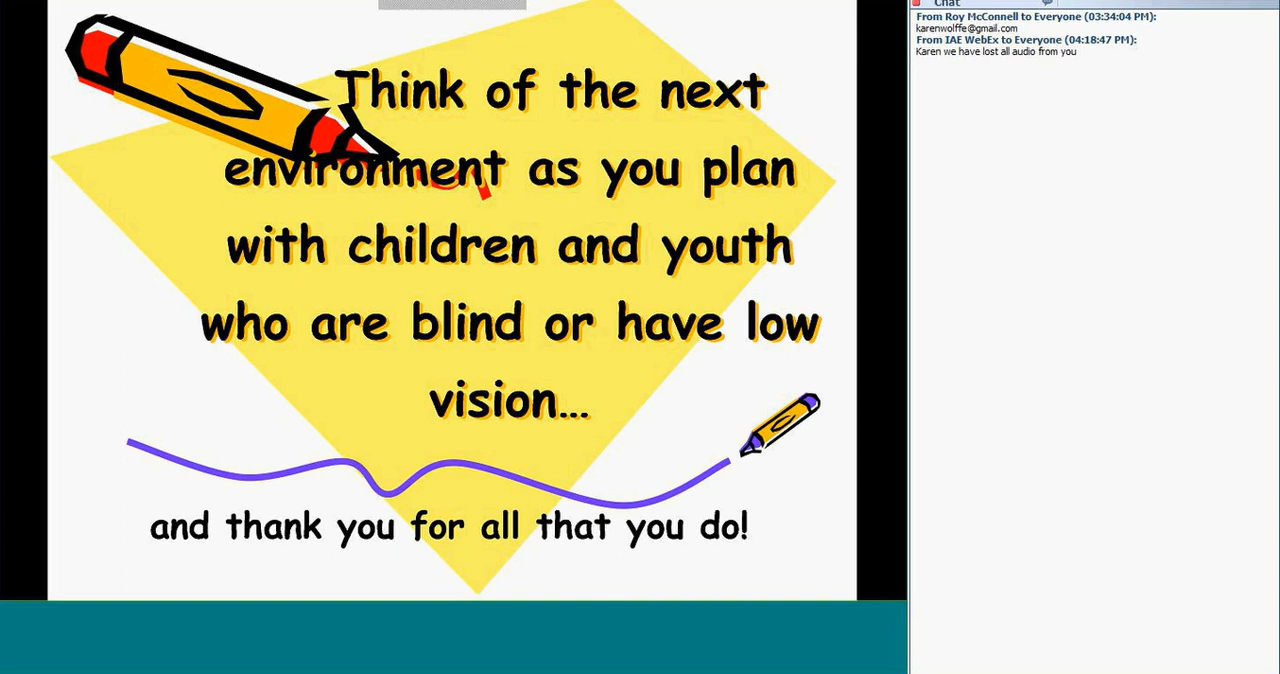 Think of the next
environment as you plan
with children and youth
who are blind or have low
vision...
and thank you for all that you do!
Chat
From Roy McConnell to Everyone (03:34:04 PM):
karenwolffe@gmail.com
From IAE WebEx to Everyone (04:18:47 PM):
Karen we have lost all audio from you